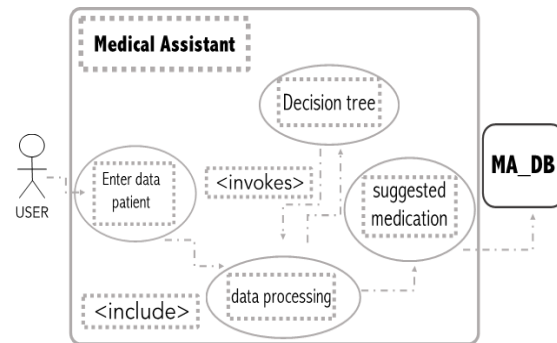 Medical Assistant
Decision tree
MA_DB
Enter data
patient
<invokes>
suggested
medication
USER
data processing
<include>